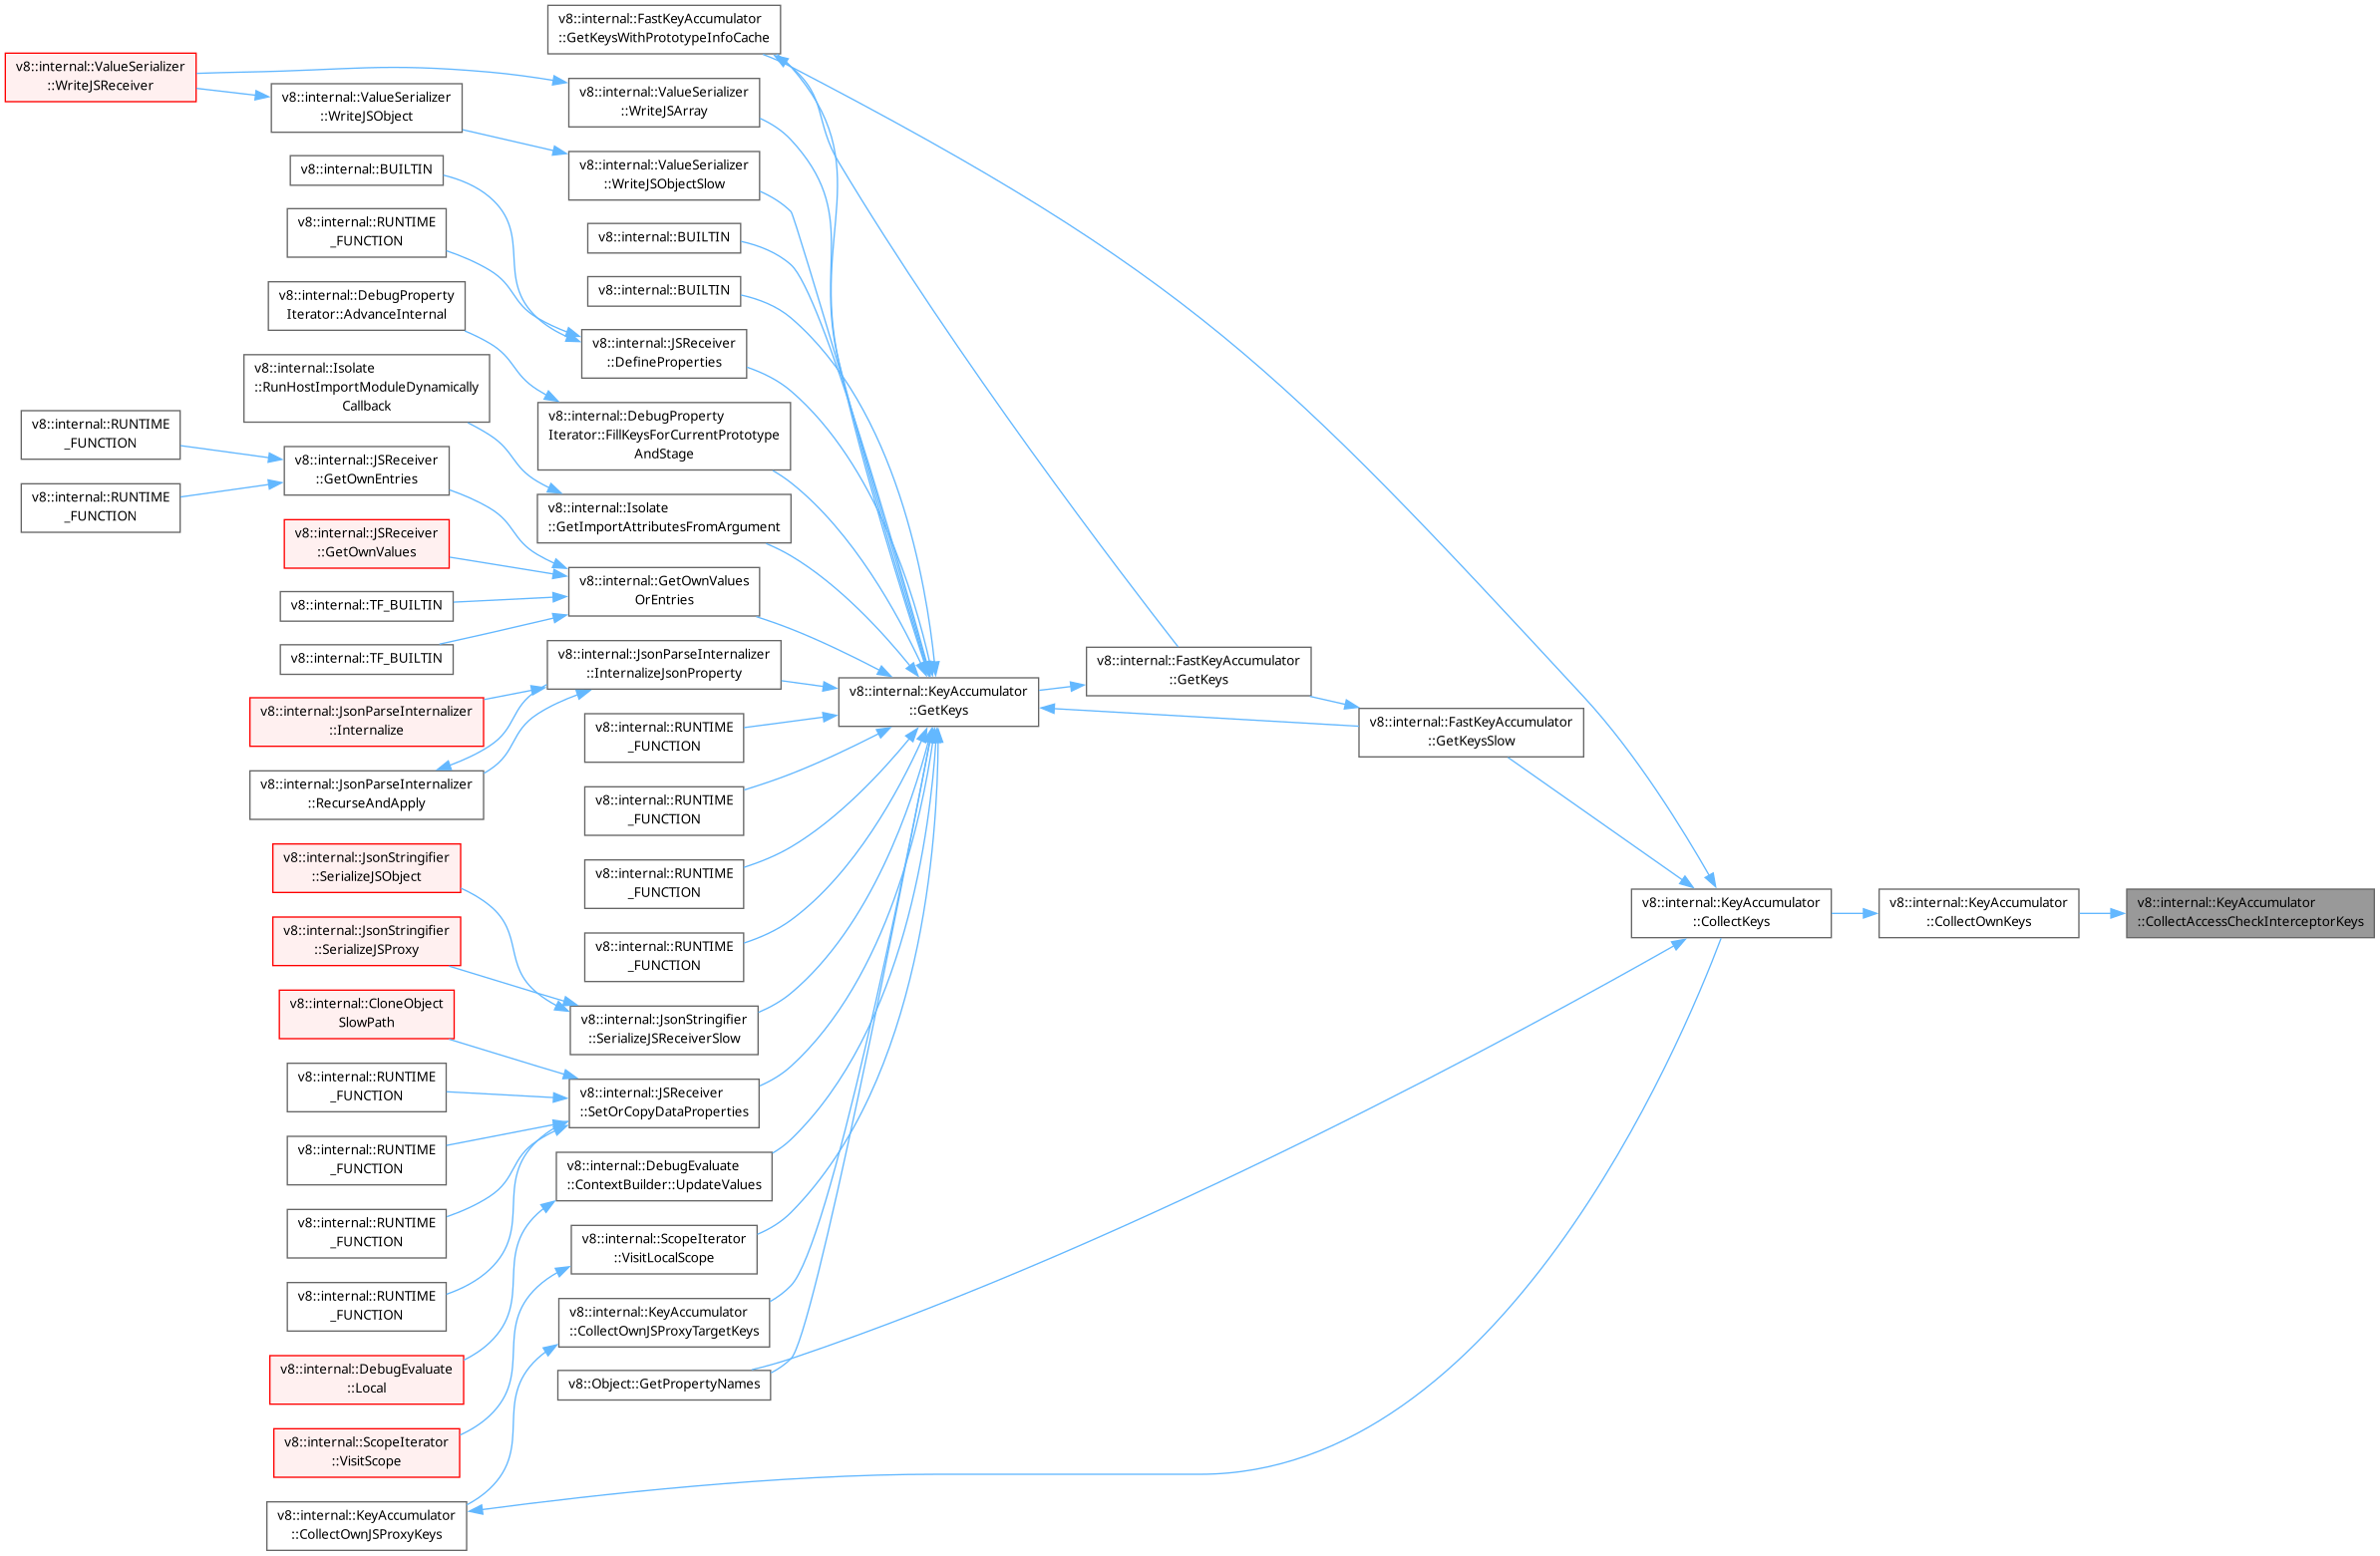 v8::internal::FastKeyAccumulator
::GetKeysWithPrototypeInfoCache
v8::internal::ValueSerializer
::WriteJSReceiver
v8::internal::ValueSerializer
::WriteJSObject
v8::internal::ValueSerializer
::WriteJSArray
v8::internal::BUILTIN
v8::internal::ValueSerializer
::WriteJSObjectSlow
v8::internal::RUNTIME
_FUNCTION
v8::internal::BUILTIN
v8::internal::BUILTIN
v8::internal::DebugProperty
Iterator::AdvanceInternal
v8::internal::JSReceiver
::DefineProperties
v8::internal::Isolate
::RunHostImportModuleDynamically
Callback
v8::internal::DebugProperty
Iterator::FillKeysForCurrentPrototype
AndStage
v8::internal::RUNTIME
_FUNCTION
v8::internal::JSReceiver
::GetOwnEntries
v8::internal::RUNTIME
_FUNCTION
v8::internal::Isolate
::GetImportAttributesFromArgument
v8::internal::JSReceiver
::GetOwnValues
v8::internal::GetOwnValues
OrEntries
v8::internal::TF_BUILTIN
v8::internal::TF_BUILTIN
v8::internal::JsonParseInternalizer
::InternalizeJsonProperty
v8::internal::FastKeyAccumulator
::GetKeys
v8::internal::KeyAccumulator
::GetKeys
v8::internal::JsonParseInternalizer
::Internalize
v8::internal::RUNTIME
_FUNCTION
v8::internal::FastKeyAccumulator
::GetKeysSlow
v8::internal::JsonParseInternalizer
::RecurseAndApply
v8::internal::RUNTIME
_FUNCTION
v8::internal::JsonStringifier
::SerializeJSObject
v8::internal::RUNTIME
_FUNCTION
v8::internal::KeyAccumulator
::CollectKeys
v8::internal::KeyAccumulator
::CollectOwnKeys
v8::internal::KeyAccumulator
::CollectAccessCheckInterceptorKeys
v8::internal::JsonStringifier
::SerializeJSProxy
v8::internal::RUNTIME
_FUNCTION
v8::internal::CloneObject
SlowPath
v8::internal::JsonStringifier
::SerializeJSReceiverSlow
v8::internal::RUNTIME
_FUNCTION
v8::internal::JSReceiver
::SetOrCopyDataProperties
v8::internal::RUNTIME
_FUNCTION
v8::internal::DebugEvaluate
::ContextBuilder::UpdateValues
v8::internal::RUNTIME
_FUNCTION
v8::internal::ScopeIterator
::VisitLocalScope
v8::internal::RUNTIME
_FUNCTION
v8::internal::KeyAccumulator
::CollectOwnJSProxyTargetKeys
v8::internal::DebugEvaluate
::Local
v8::Object::GetPropertyNames
v8::internal::ScopeIterator
::VisitScope
v8::internal::KeyAccumulator
::CollectOwnJSProxyKeys